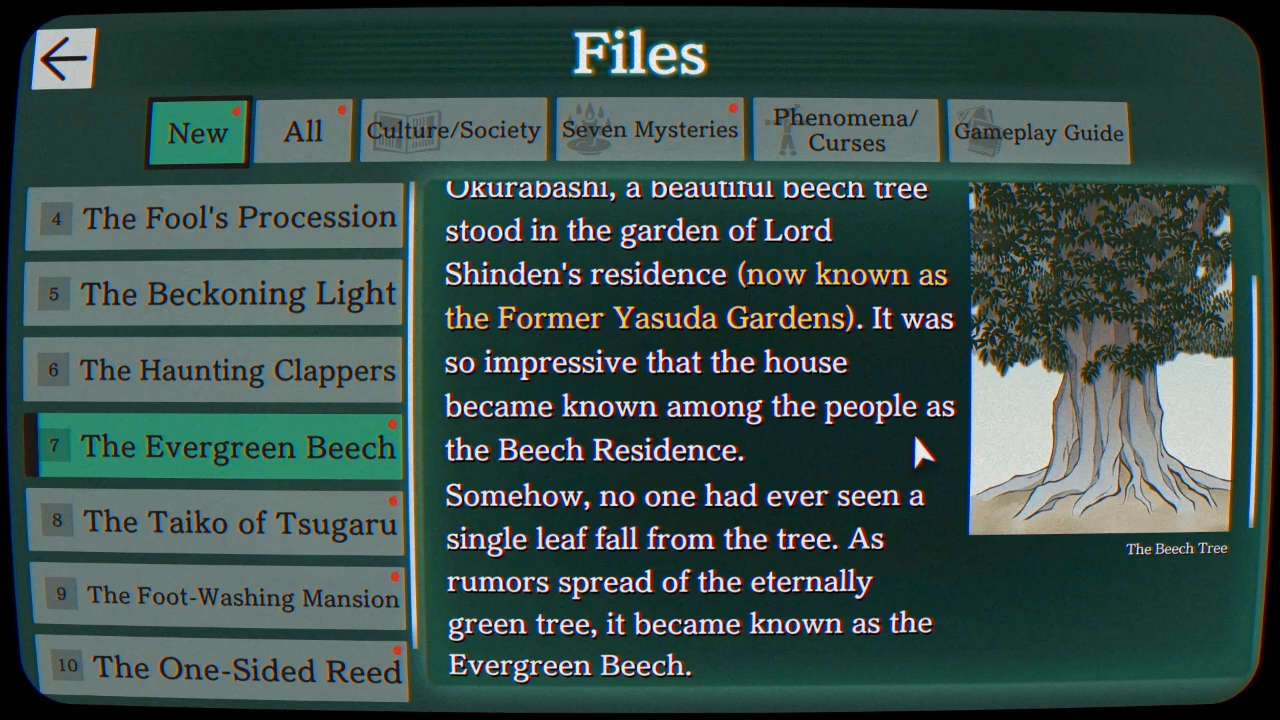 Files
New
All
Culture/Society
Seven Mysteries
Phenomena/
Curses
Gameplay Guide
4 The Fool's Procession
5 The Beckoning Light
6 The Haunting Clappers
7 The Evergreen Beech
8 The Taiko of Tsugaru
9 The Foot-Washing Mansion
10 The One-Sided Reed
Okurabashi, a beautiful beech tree
stood in the garden of Lord
Shinden's residence (now known as
the Former Yasuda Gardens). It was
so impressive that the house
became known among the people as
the Beech Residence.
Somehow, no one had ever seen a
single leaf fall from the tree. As
rumors spread of the eternally
green tree, it became known as the
Evergreen Beech.
The Beech Tree